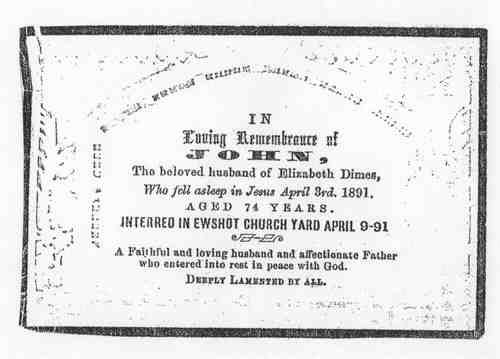 IN
Loving Remembrance of
JOHN,
The beloved husband of Elizabeth Dimes,
Who fell asleep in Jesus April 3rd. 1891.
AGED 74 YEARS.
INTERRED IN EWSHOT CHURCH YARD APRIL 9-91
A Faithful and loving husband and affectionate Father
who entered into rest in peace with God.
DEEPLY LAMENTED BY ALL.